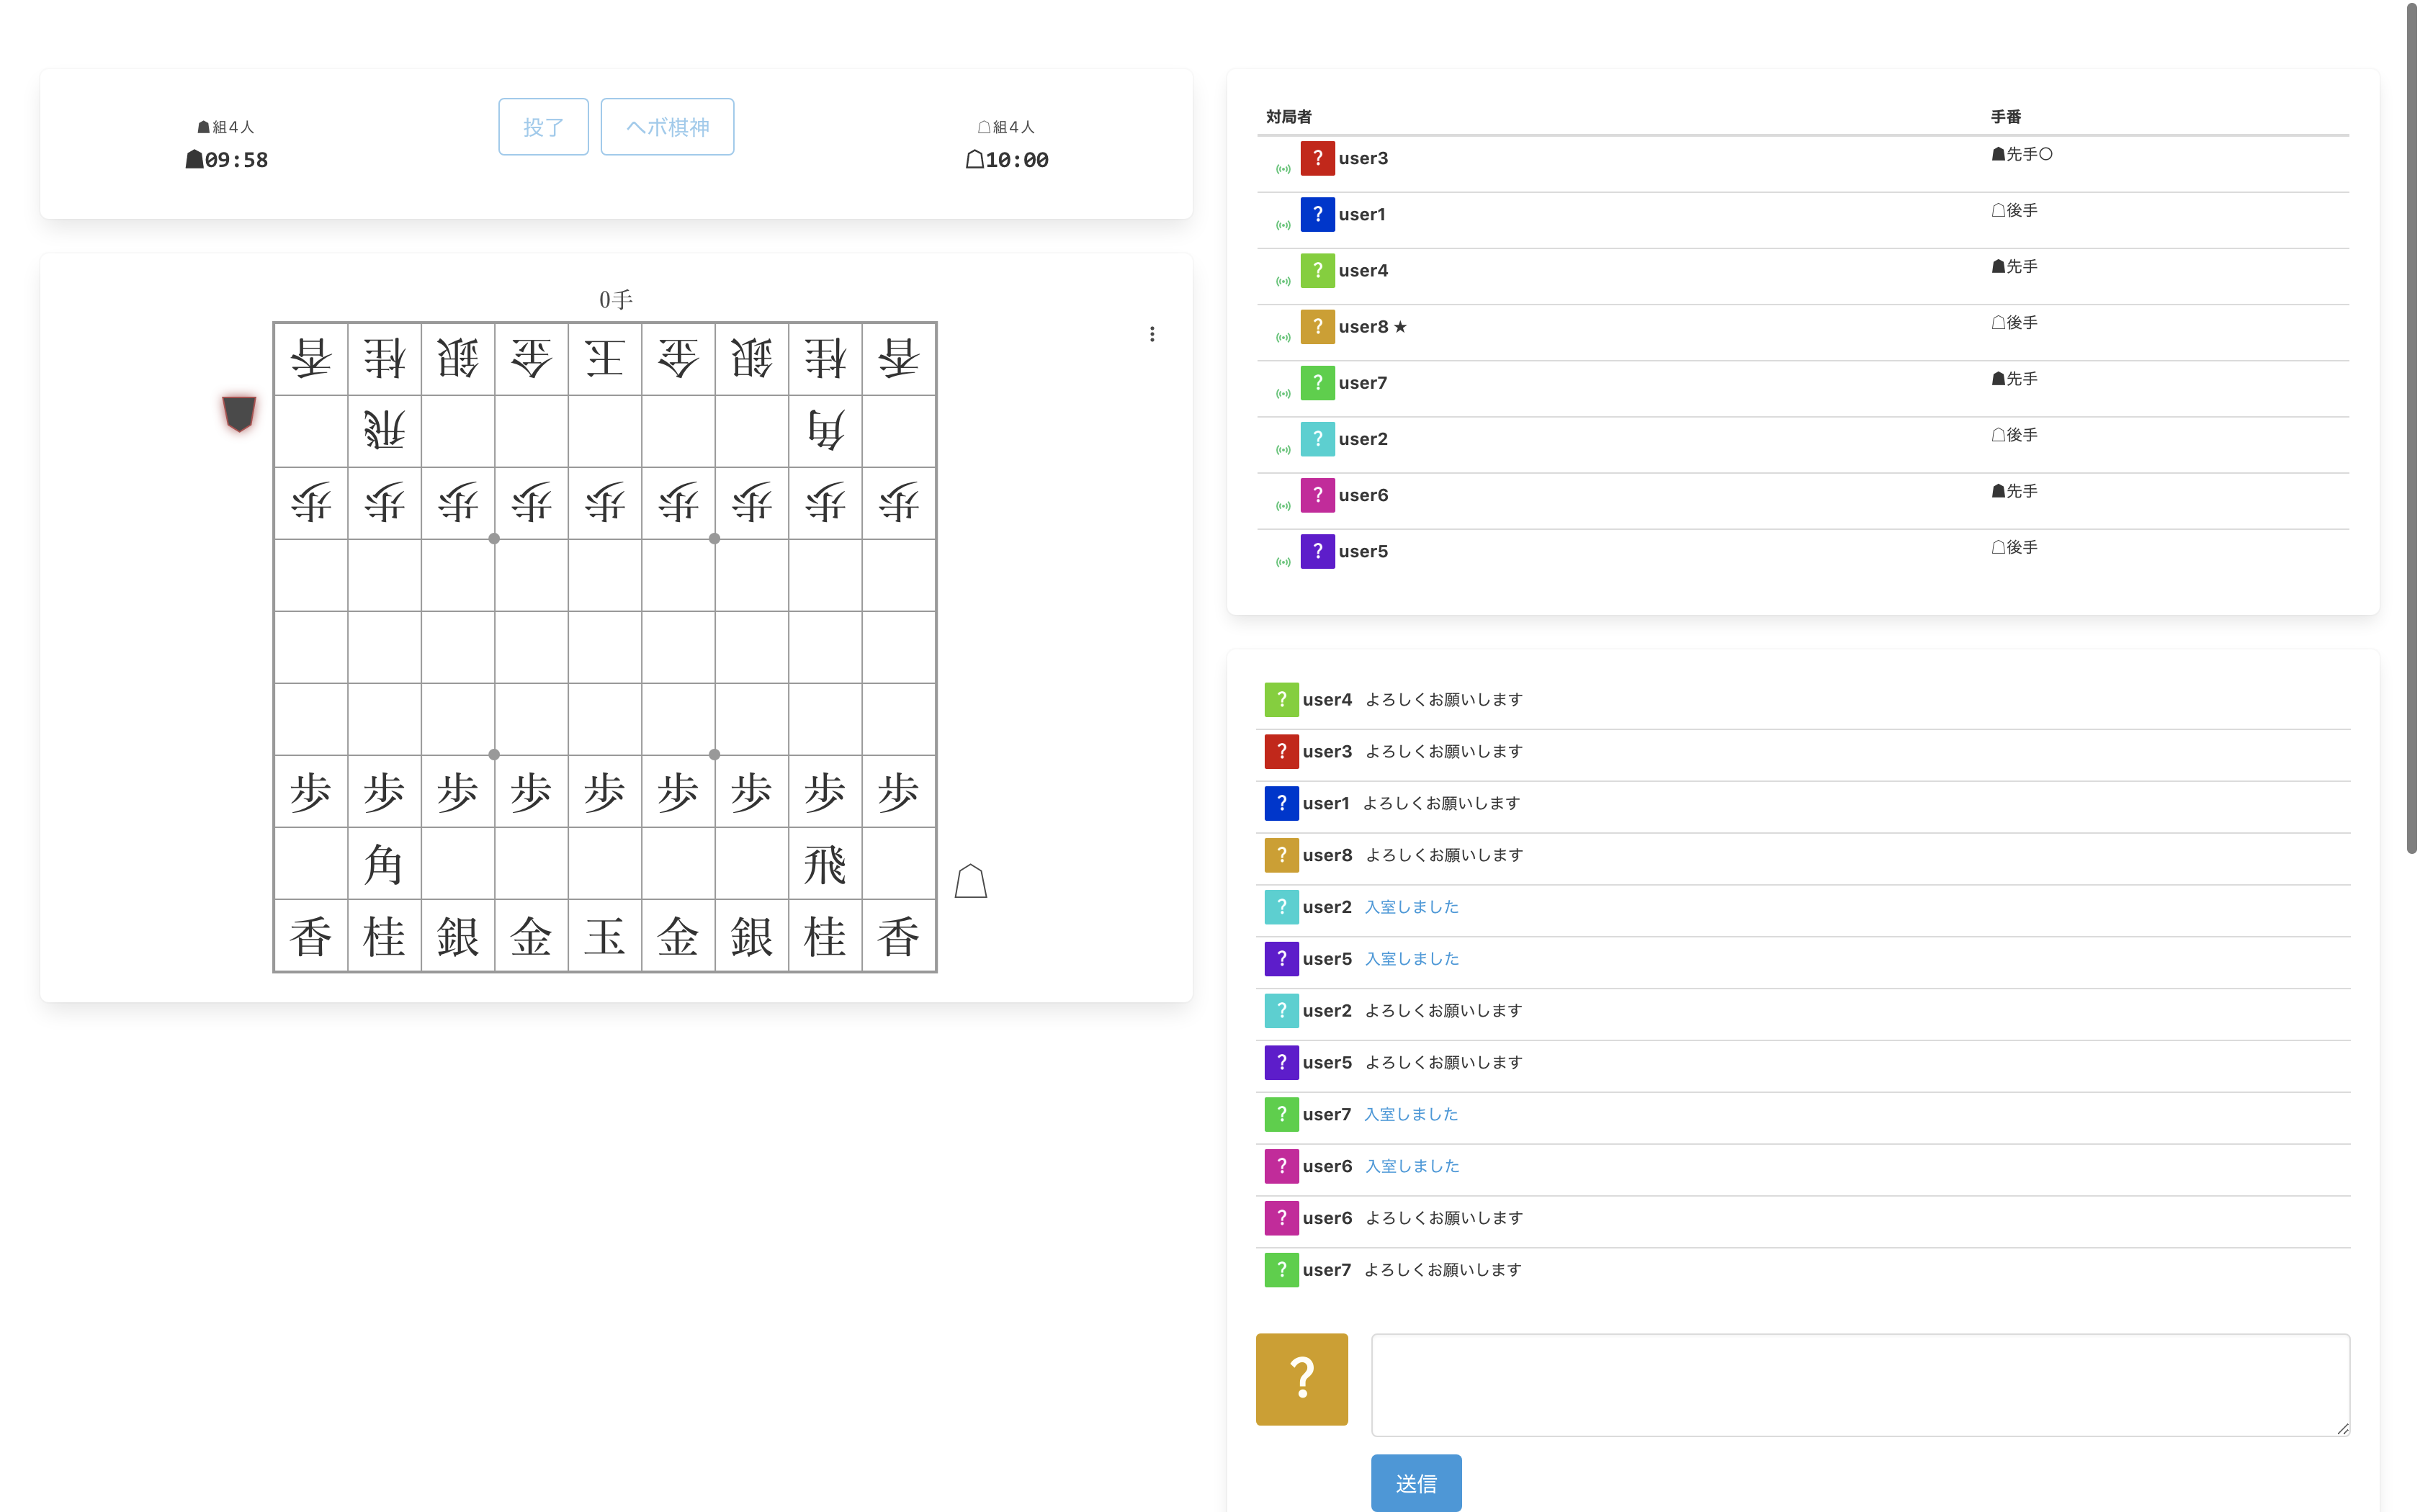 ☗組4人
☗09:58
投了
ヘボ棋神
☖組4人
☖10:00
0手
香桂銀金王金銀桂香
飛角
歩歩歩歩歩歩歩歩歩
歩歩歩歩歩歩歩歩歩
角飛
香桂銀金玉金銀桂香
対局者 手番
? user3 ☗先手○
? user1 ☖後手
? user4 ☗先手
? user8 ★ ☖後手
? user7 ☗先手
? user2 ☖後手
? user6 ☗先手
? user5 ☖後手
? user4 よろしくお願いします
? user3 よろしくお願いします
? user1 よろしくお願いします
? user8 よろしくお願いします
? user2 入室しました
? user5 入室しました
? user2 よろしくお願いします
? user5 よろしくお願いします
? user7 入室しました
? user6 入室しました
? user6 よろしくお願いします
? user7 よろしくお願いします
?
送信